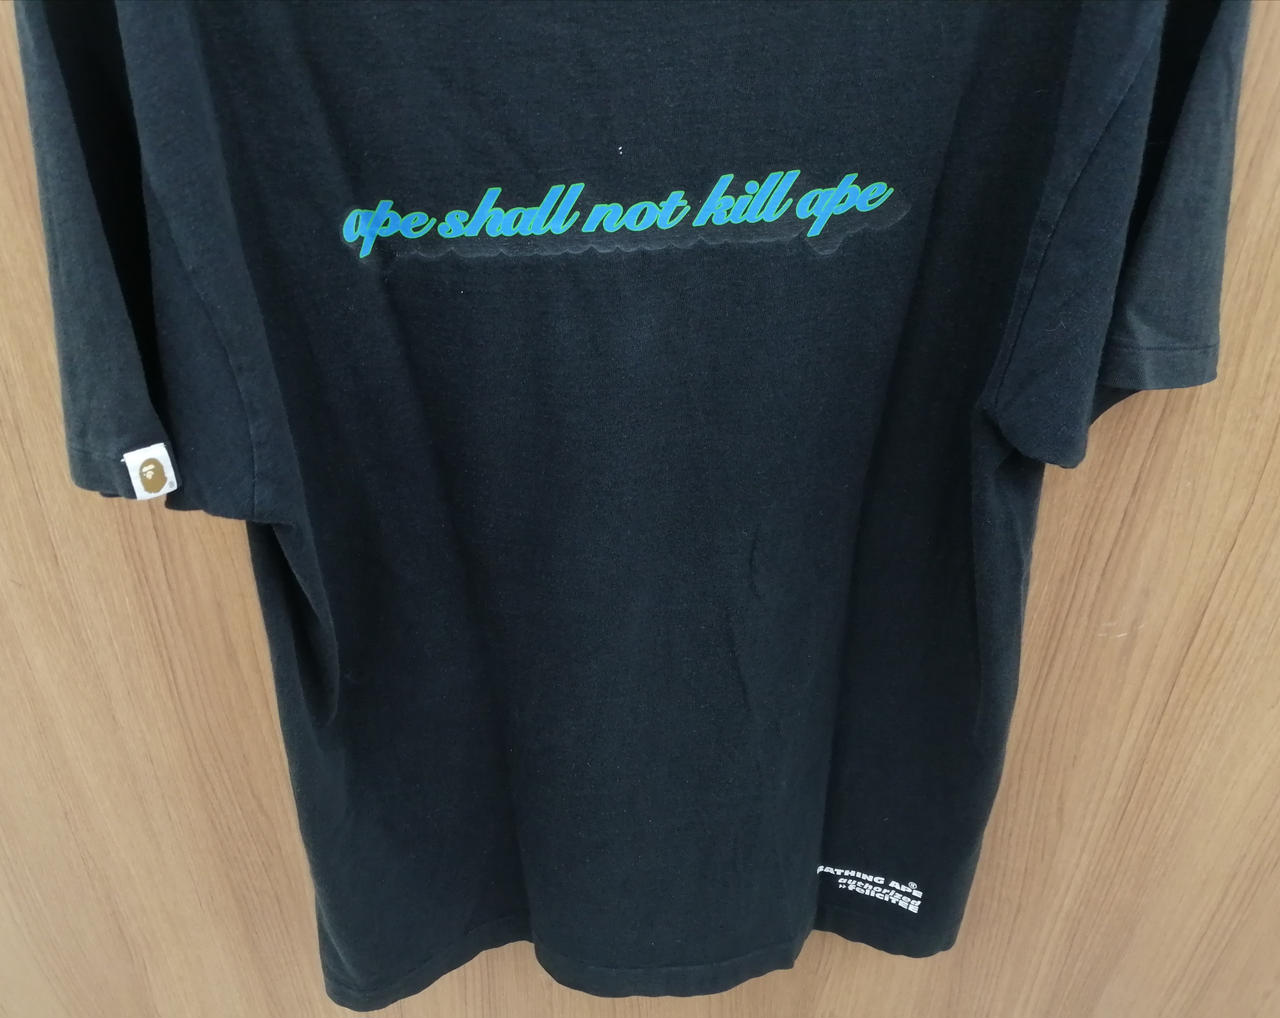 ape shall not kill ape
BATHING APE
®
authorized
»feliciTEE